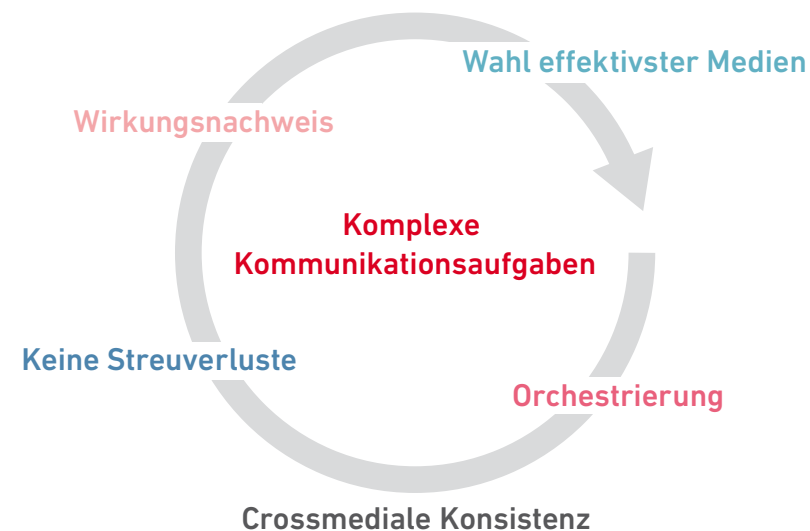 Wahl effektivster Medien
Wirkungsnachweis
Komplexe
Kommunikationsaufgaben
Keine Streuverluste
Orchestrierung
Crossmediale Konsistenz